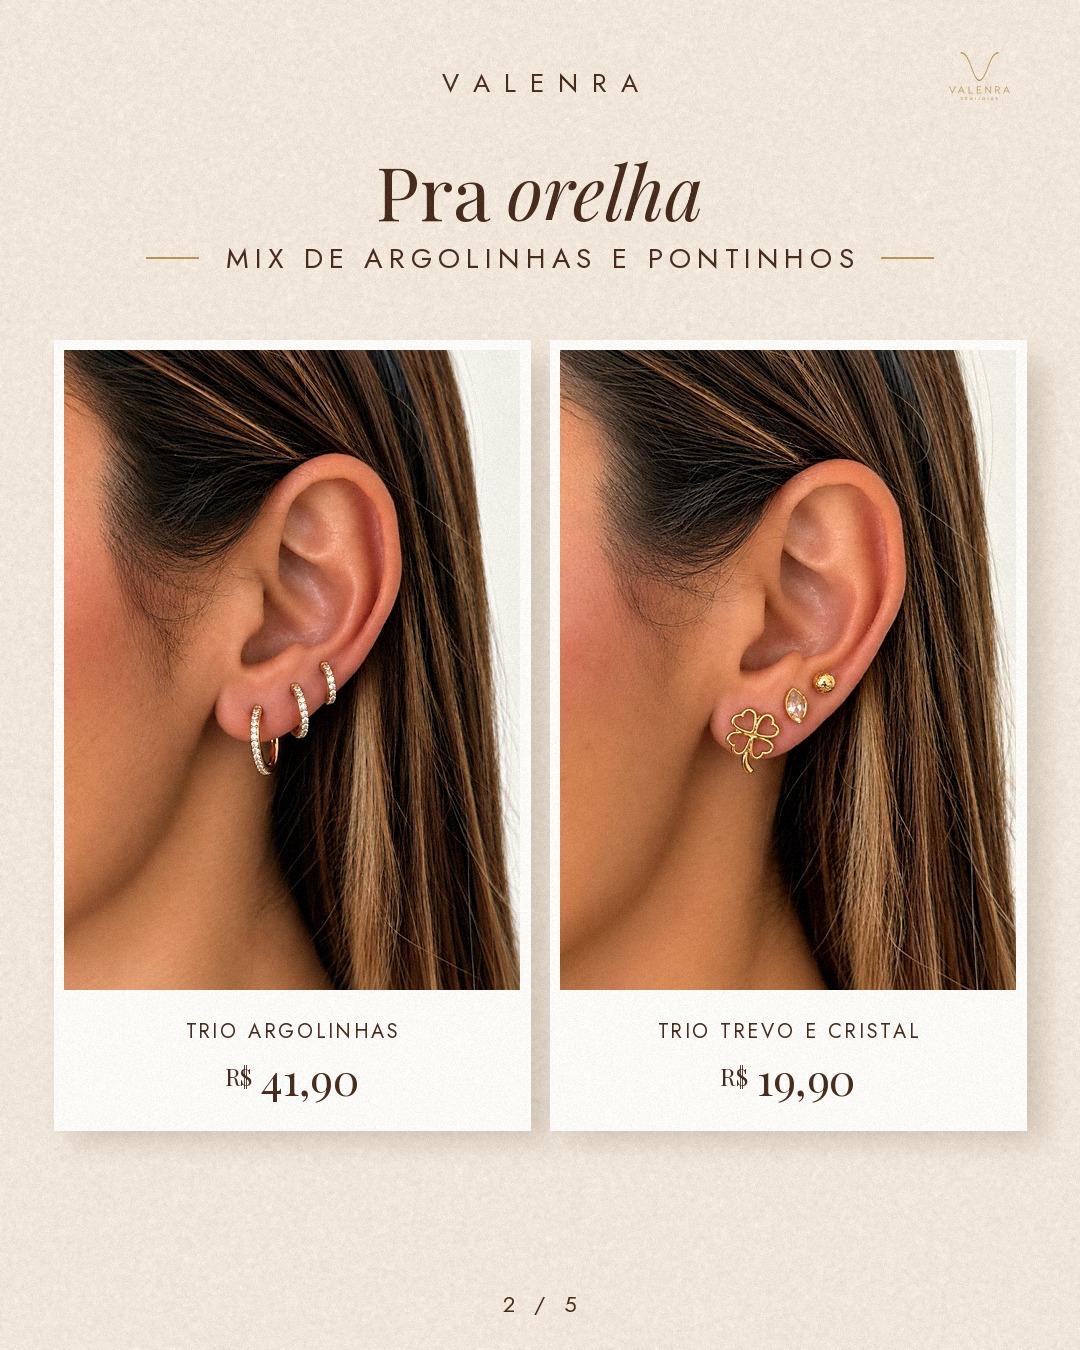 VALENRA
VALENRA
Pra orelha
MIX DE ARGOLINHAS E PONTINHOS
TRIO ARGOLINHAS
R$ 41,90
TRIO TREVO E CRISTAL
R$ 19,90
2 / 5